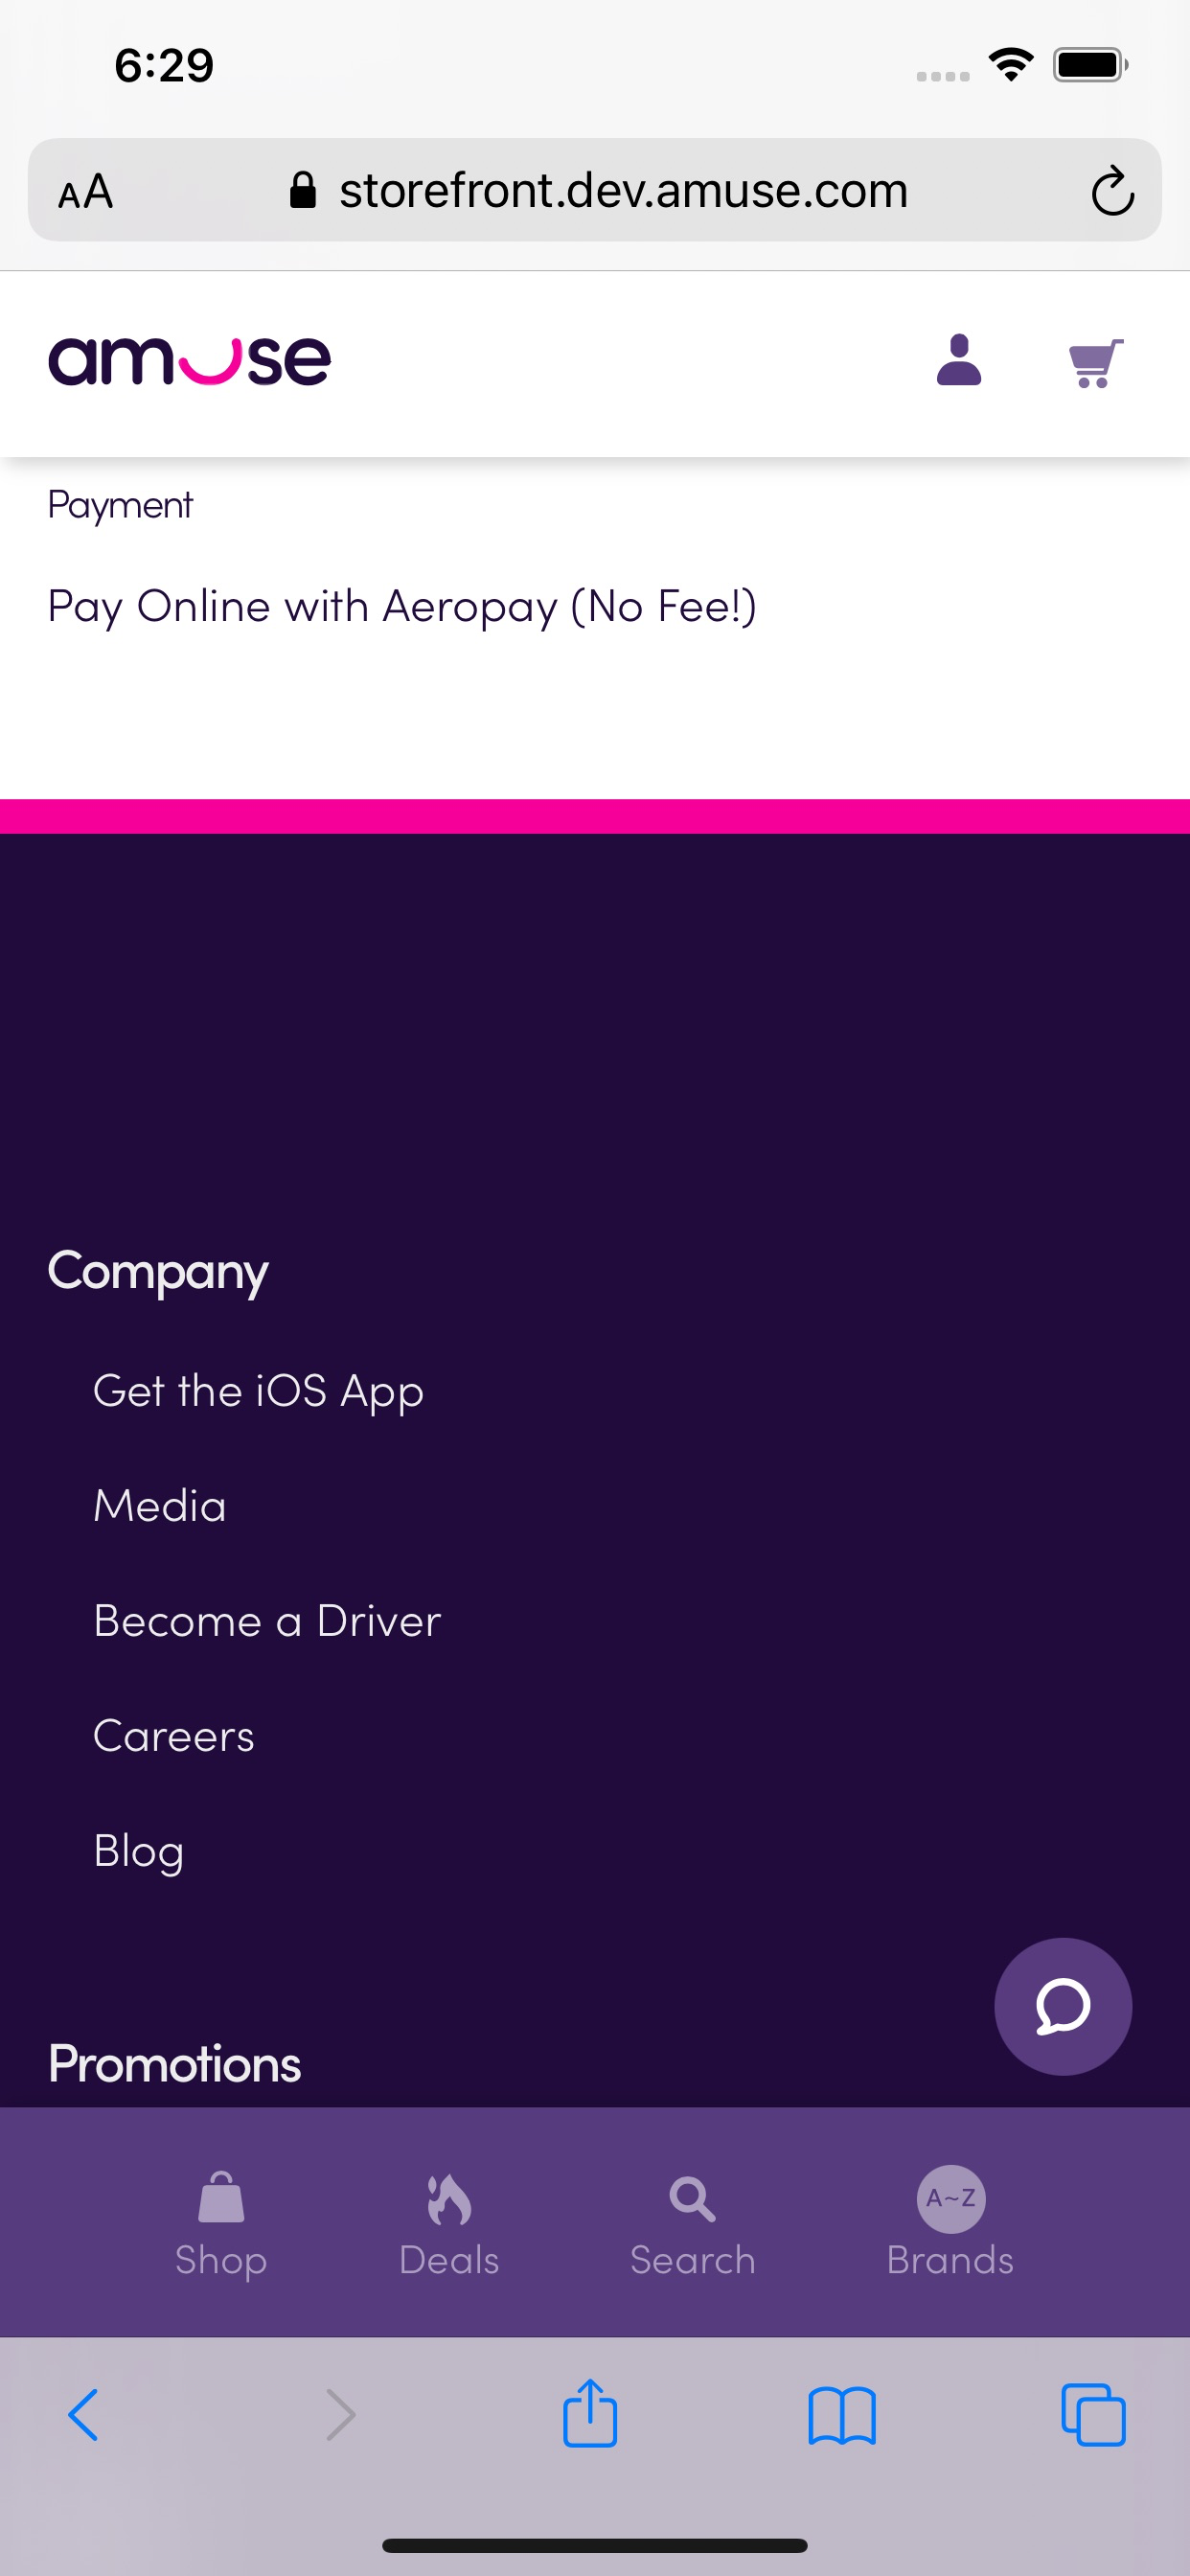 6:29
AA
storefront.dev.amuse.com
amuse
Payment
Pay Online with Aeropay (No Fee!)
Company
Get the iOS App
Media
Become a Driver
Careers
Blog
Promotions
A~Z
Shop
Deals
Search
Brands